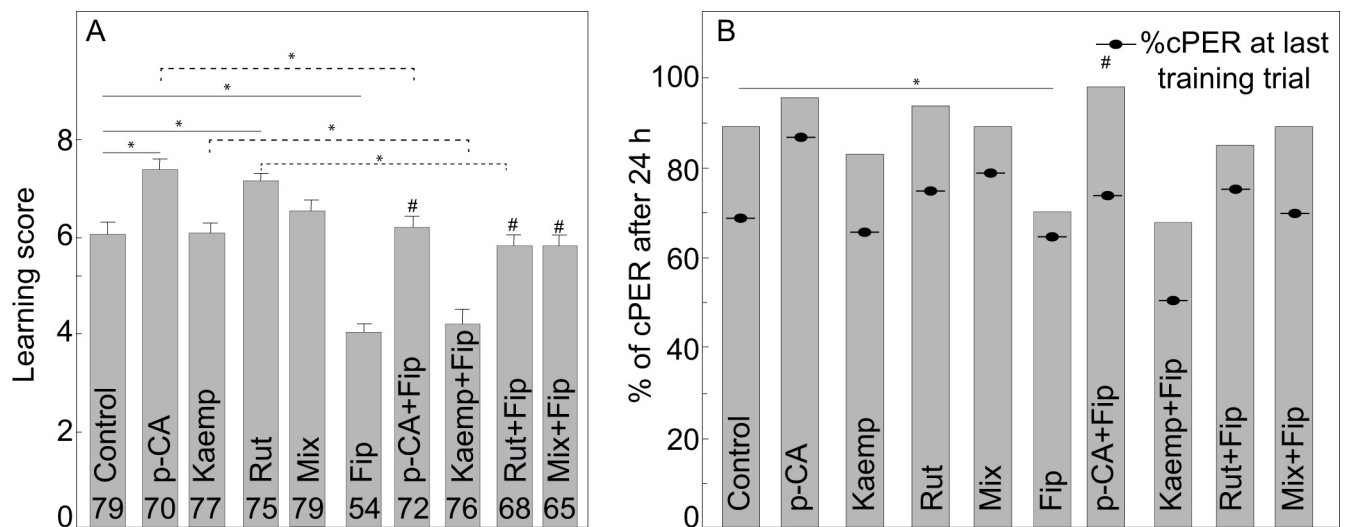 A
*
*
*
*
*
*
8
6
4
2
0
Learning score
#
#
#
Control
p-CA
Kaemp
Rut
Mix
Fip
p-CA+Fip
Kaemp+Fip
Rut+Fip
Mix+Fip
79
70
77
75
79
54
72
76
68
65
B
%cPER at last
training trial
#
*
100
80
60
40
20
0
% of cPER after 24 h
Control
p-CA
Kaemp
Rut
Mix
Fip
p-CA+Fip
Kaemp+Fip
Rut+Fip
Mix+Fip